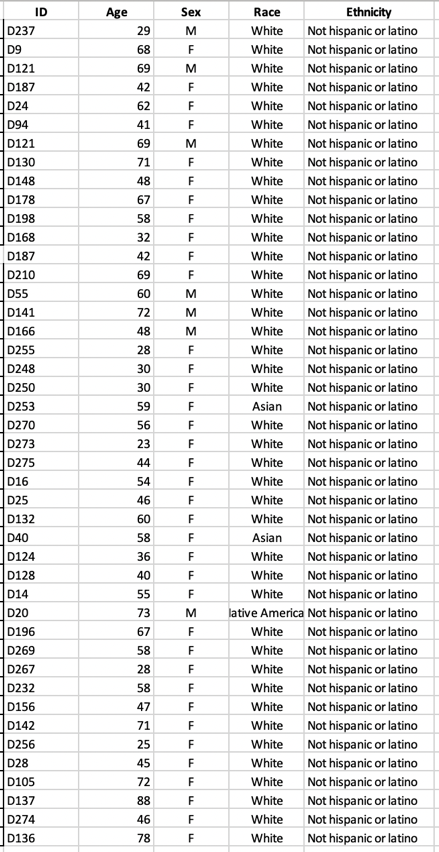 ID Age Sex Race Ethnicity
D237 29 M White Not hispanic or latino
D9 68 F White Not hispanic or latino
D121 69 M White Not hispanic or latino
D187 42 F White Not hispanic or latino
D24 62 F White Not hispanic or latino
D94 41 F White Not hispanic or latino
D121 69 M White Not hispanic or latino
D130 71 F White Not hispanic or latino
D148 48 F White Not hispanic or latino
D178 67 F White Not hispanic or latino
D198 58 F White Not hispanic or latino
D168 32 F White Not hispanic or latino
D187 42 F White Not hispanic or latino
D210 69 F White Not hispanic or latino
D55 60 M White Not hispanic or latino
D141 72 M White Not hispanic or latino
D166 48 M White Not hispanic or latino
D255 28 F White Not hispanic or latino
D248 30 F White Not hispanic or latino
D250 30 F White Not hispanic or latino
D253 59 F Asian Not hispanic or latino
D270 56 F White Not hispanic or latino
D273 23 F White Not hispanic or latino
D275 44 F White Not hispanic or latino
D16 54 F White Not hispanic or latino
D25 46 F White Not hispanic or latino
D132 60 F White Not hispanic or latino
D40 58 F Asian Not hispanic or latino
D124 36 F White Not hispanic or latino
D128 40 F White Not hispanic or latino
D14 55 F White Not hispanic or latino
D20 73 M lative America Not hispanic or latino
D196 67 F White Not hispanic or latino
D269 58 F White Not hispanic or latino
D267 28 F White Not hispanic or latino
D232 58 F White Not hispanic or latino
D156 47 F White Not hispanic or latino
D142 71 F White Not hispanic or latino
D256 25 F White Not hispanic or latino
D28 45 F White Not hispanic or latino
D105 72 F White Not hispanic or latino
D137 88 F White Not hispanic or latino
D274 46 F White Not hispanic or latino
D136 78 F White Not hispanic or latino